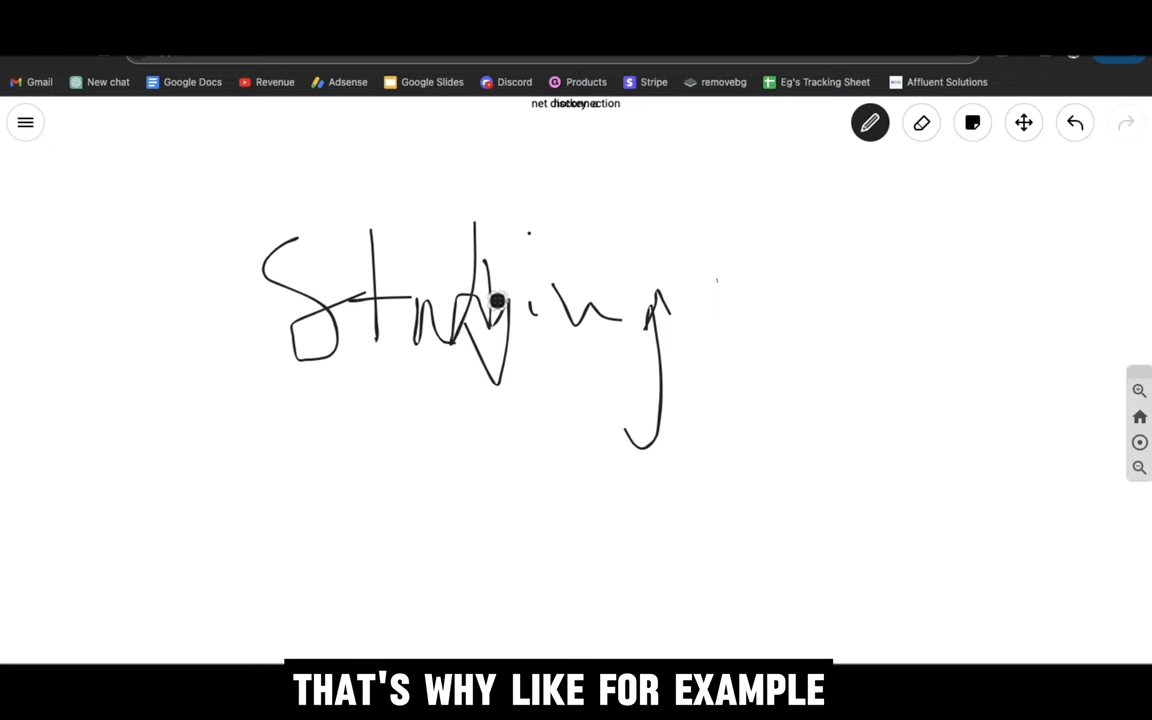 Gmail New chat Google Docs Revenue Adsense Google Slides Discord Products Stripe removebg Eg's Tracking Sheet Affluent Solutions
Studying
THAT'S WHY LIKE FOR EXAMPLE